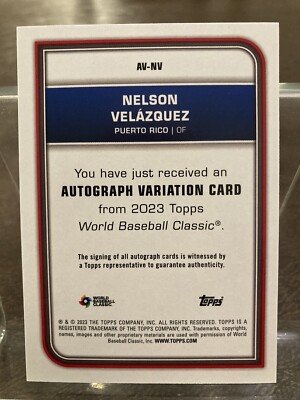 AV-NV
NELSON
VELÁZQUEZ
PUERTO RICO | OF
You have just received an
AUTOGRAPH VARIATION CARD
from 2023 Topps
World Baseball Classic®.
The signing of all autograph cards is witnessed by
a Topps representative to guarantee authenticity.
WORLD
BASEBALL
CLASSIC
Topps
® & © 2023 THE TOPPS COMPANY, INC. ALL RIGHTS RESERVED. TOPPS IS A
REGISTERED TRADEMARK OF THE TOPPS COMPANY, INC. Trademarks, copyrights,
names, images and other proprietary materials are used with permission of World
Baseball Classic, Inc. WWW.TOPPS.COM